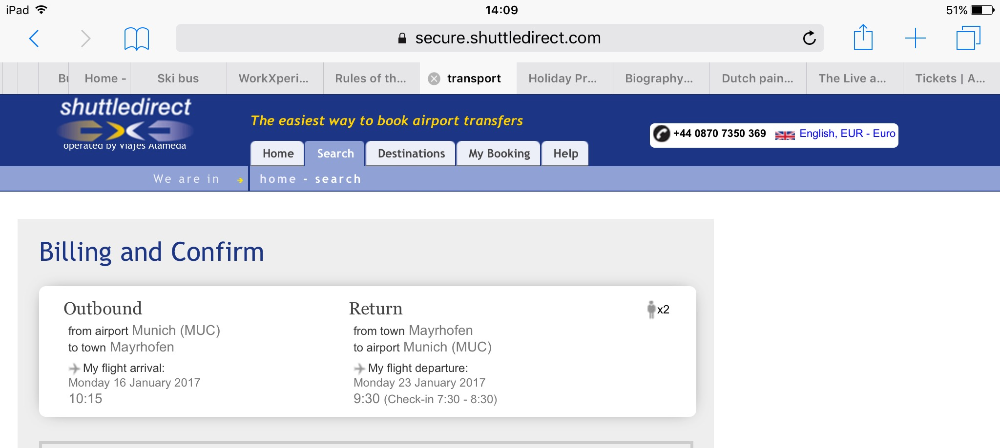 iPad 14:09 51%
secure.shuttledirect.com
Home - Ski bus WorkXperi... Rules of th... transport Holiday Pr... Biography... Dutch pain... The Live a... Tickets | A...
shuttledirect
operated by Viajes Alameda
The easiest way to book airport transfers
+44 0870 7350 369 English, EUR - Euro
Home Search Destinations My Booking Help
We are in home - search
Billing and Confirm
Outbound Return x2
from airport Munich (MUC) from town Mayrhofen
to town Mayrhofen to airport Munich (MUC)
My flight arrival: My flight departure:
Monday 16 January 2017 Monday 23 January 2017
10:15 9:30 (Check-in 7:30 - 8:30)